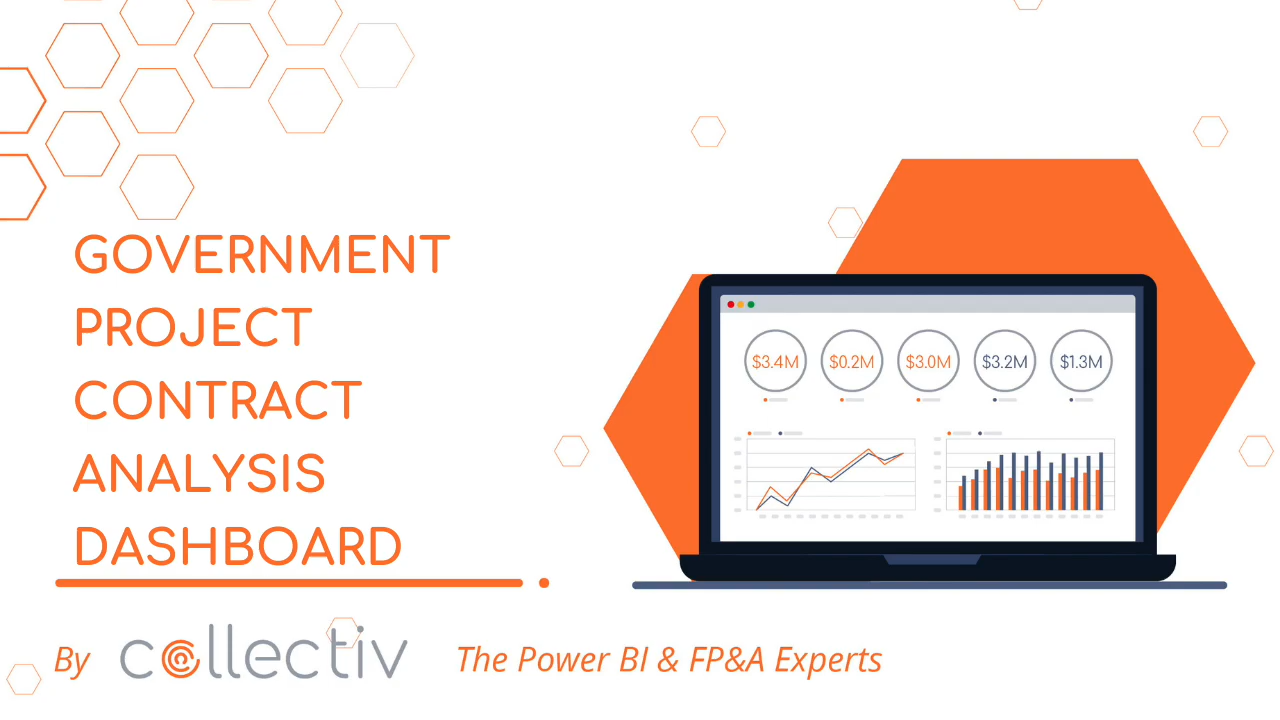 GOVERNMENT
PROJECT
CONTRACT
ANALYSIS
DASHBOARD
$3.4M $0.2M $3.0M $3.2M $1.3M
By collectiv The Power BI & FP&A Experts